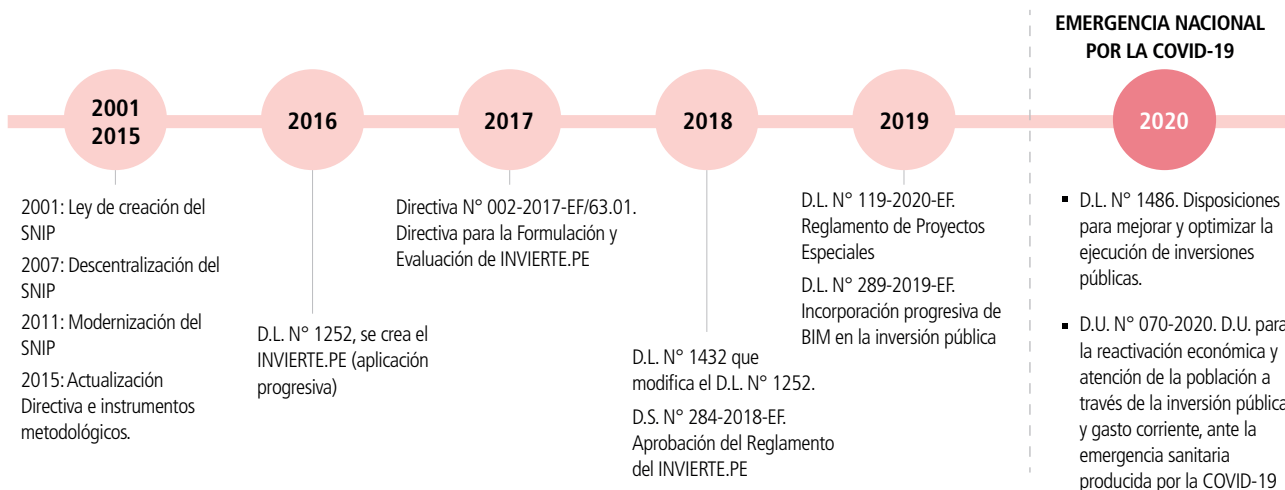 EMERGENCIA NACIONAL
POR LA COVID-19
2001
2015
2016
2017
2018
2019
2020
2001: Ley de creación del
SNIP
2007: Descentralización del
SNIP
2011: Modernización del
SNIP
2015: Actualización
Directiva e instrumentos
metodológicos.
D.L. N° 1252, se crea el
INVIERTE.PE (aplicación
progresiva)
Directiva N° 002-2017-EF/63.01.
Directiva para la Formulación y
Evaluación de INVIERTE.PE
D.L. N° 1432 que
modifica el D.L. N° 1252.
D.S. N° 284-2018-EF.
Aprobación del Reglamento
del INVIERTE.PE
D.L. N° 119-2020-EF.
Reglamento de Proyectos
Especiales
D.L. N° 289-2019-EF.
Incorporación progresiva de
BIM en la inversión pública
▪ D.L. N° 1486. Disposiciones
para mejorar y optimizar la
ejecución de inversiones
públicas.
▪ D.U. N° 070-2020. D.U. para
la reactivación económica y
atención de la población a
través de la inversión pública
y gasto corriente, ante la
emergencia sanitaria
producida por la COVID-19